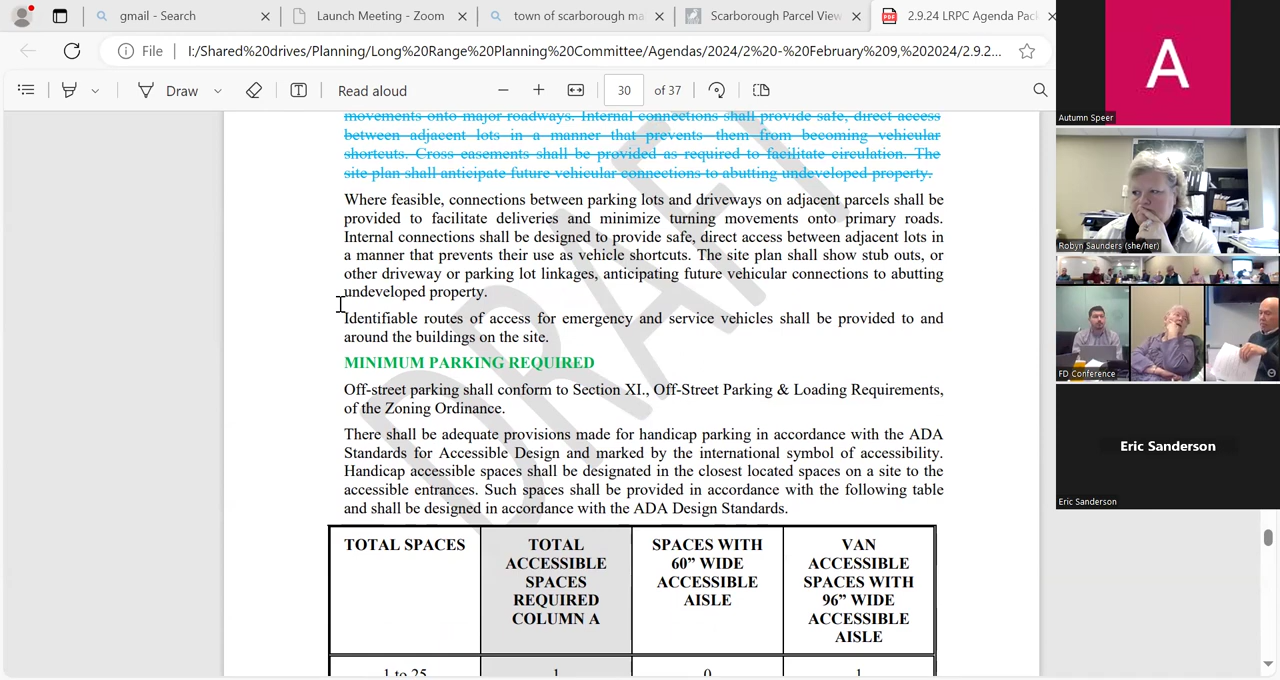 gmail - Search
Launch Meeting - Zoom
town of scarborough ma
Scarborough Parcel View
2.9.24 LRPC Agenda Pac
File
I:/Shared%20drives/Planning/Long%20Range%20Planning%20Committee/Agendas/2024/2%20-%20February%209,%202024/2.9.2...
Draw
Read aloud
30 of 37
movements onto major roadways. Internal connections shall provide safe, direct access
between adjacent lots in a manner that prevents them from becoming vehicular
shortcuts. Cross easements shall be provided as required to facilitate circulation. The
site plan shall anticipate future vehicular connections to abutting undeveloped property.
Where feasible, connections between parking lots and driveways on adjacent parcels shall be
provided to facilitate deliveries and minimize turning movements onto primary roads.
Internal connections shall be designed to provide safe, direct access between adjacent lots in
a manner that prevents their use as vehicle shortcuts. The site plan shall show stub outs, or
other driveway or parking lot linkages, anticipating future vehicular connections to abutting
undeveloped property.
Identifiable routes of access for emergency and service vehicles shall be provided to and
around the buildings on the site.
MINIMUM PARKING REQUIRED
Off-street parking shall conform to Section XI., Off-Street Parking & Loading Requirements,
of the Zoning Ordinance.
There shall be adequate provisions made for handicap parking in accordance with the ADA
Standards for Accessible Design and marked by the international symbol of accessibility.
Handicap accessible spaces shall be designated in the closest located spaces on a site to the
accessible entrances. Such spaces shall be provided in accordance with the following table
and shall be designed in accordance with the ADA Design Standards.
TOTAL SPACES
TOTAL
ACCESSIBLE
SPACES
REQUIRED
COLUMN A
SPACES WITH
60” WIDE
ACCESSIBLE
AISLE
VAN
ACCESSIBLE
SPACES WITH
96” WIDE
ACCESSIBLE
AISLE
1 to 25
1
0
1
DRAFT
A
Autumn Speer
Robyn Saunders (she/her)
FD Conference
Eric Sanderson
Eric Sanderson